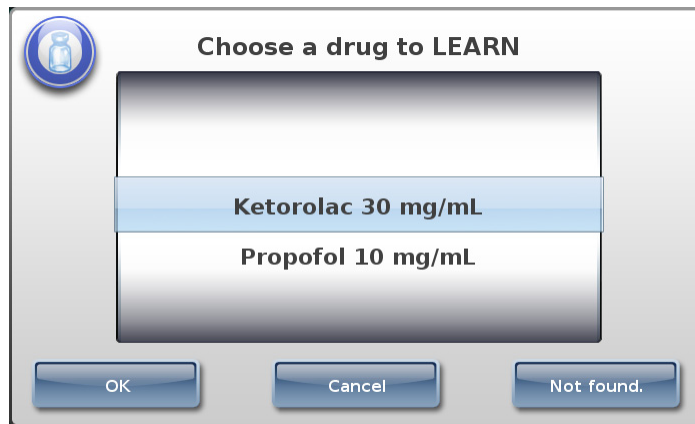 Choose a drug to LEARN
Ketorolac 30 mg/mL
Propofol 10 mg/mL
OK
Cancel
Not found.